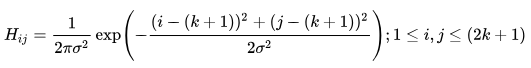 H_{ij} = \frac{1}{2\pi\sigma^2} \exp\left(-\frac{(i-(k+1))^2+(j-(k+1))^2}{2\sigma^2}\right); 1 \leq i, j \leq (2k+1)